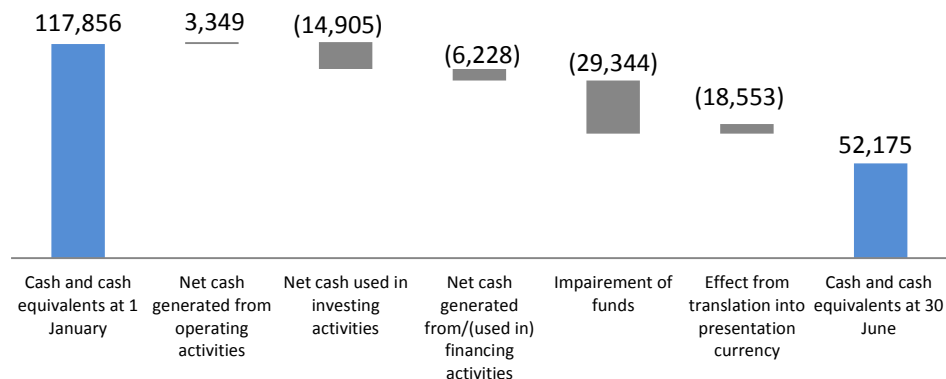 117,856
3,349
(14,905)
(6,228)
(29,344)
(18,553)
52,175
Cash and cash
equivalents at 1
January
Net cash
generated from
operating
activities
Net cash used in
investing
activities
Net cash
generated
from/(used in)
financing
activities
Impairement of
funds
Effect from
translation into
presentation
currency
Cash and cash
equivalents at 30
June